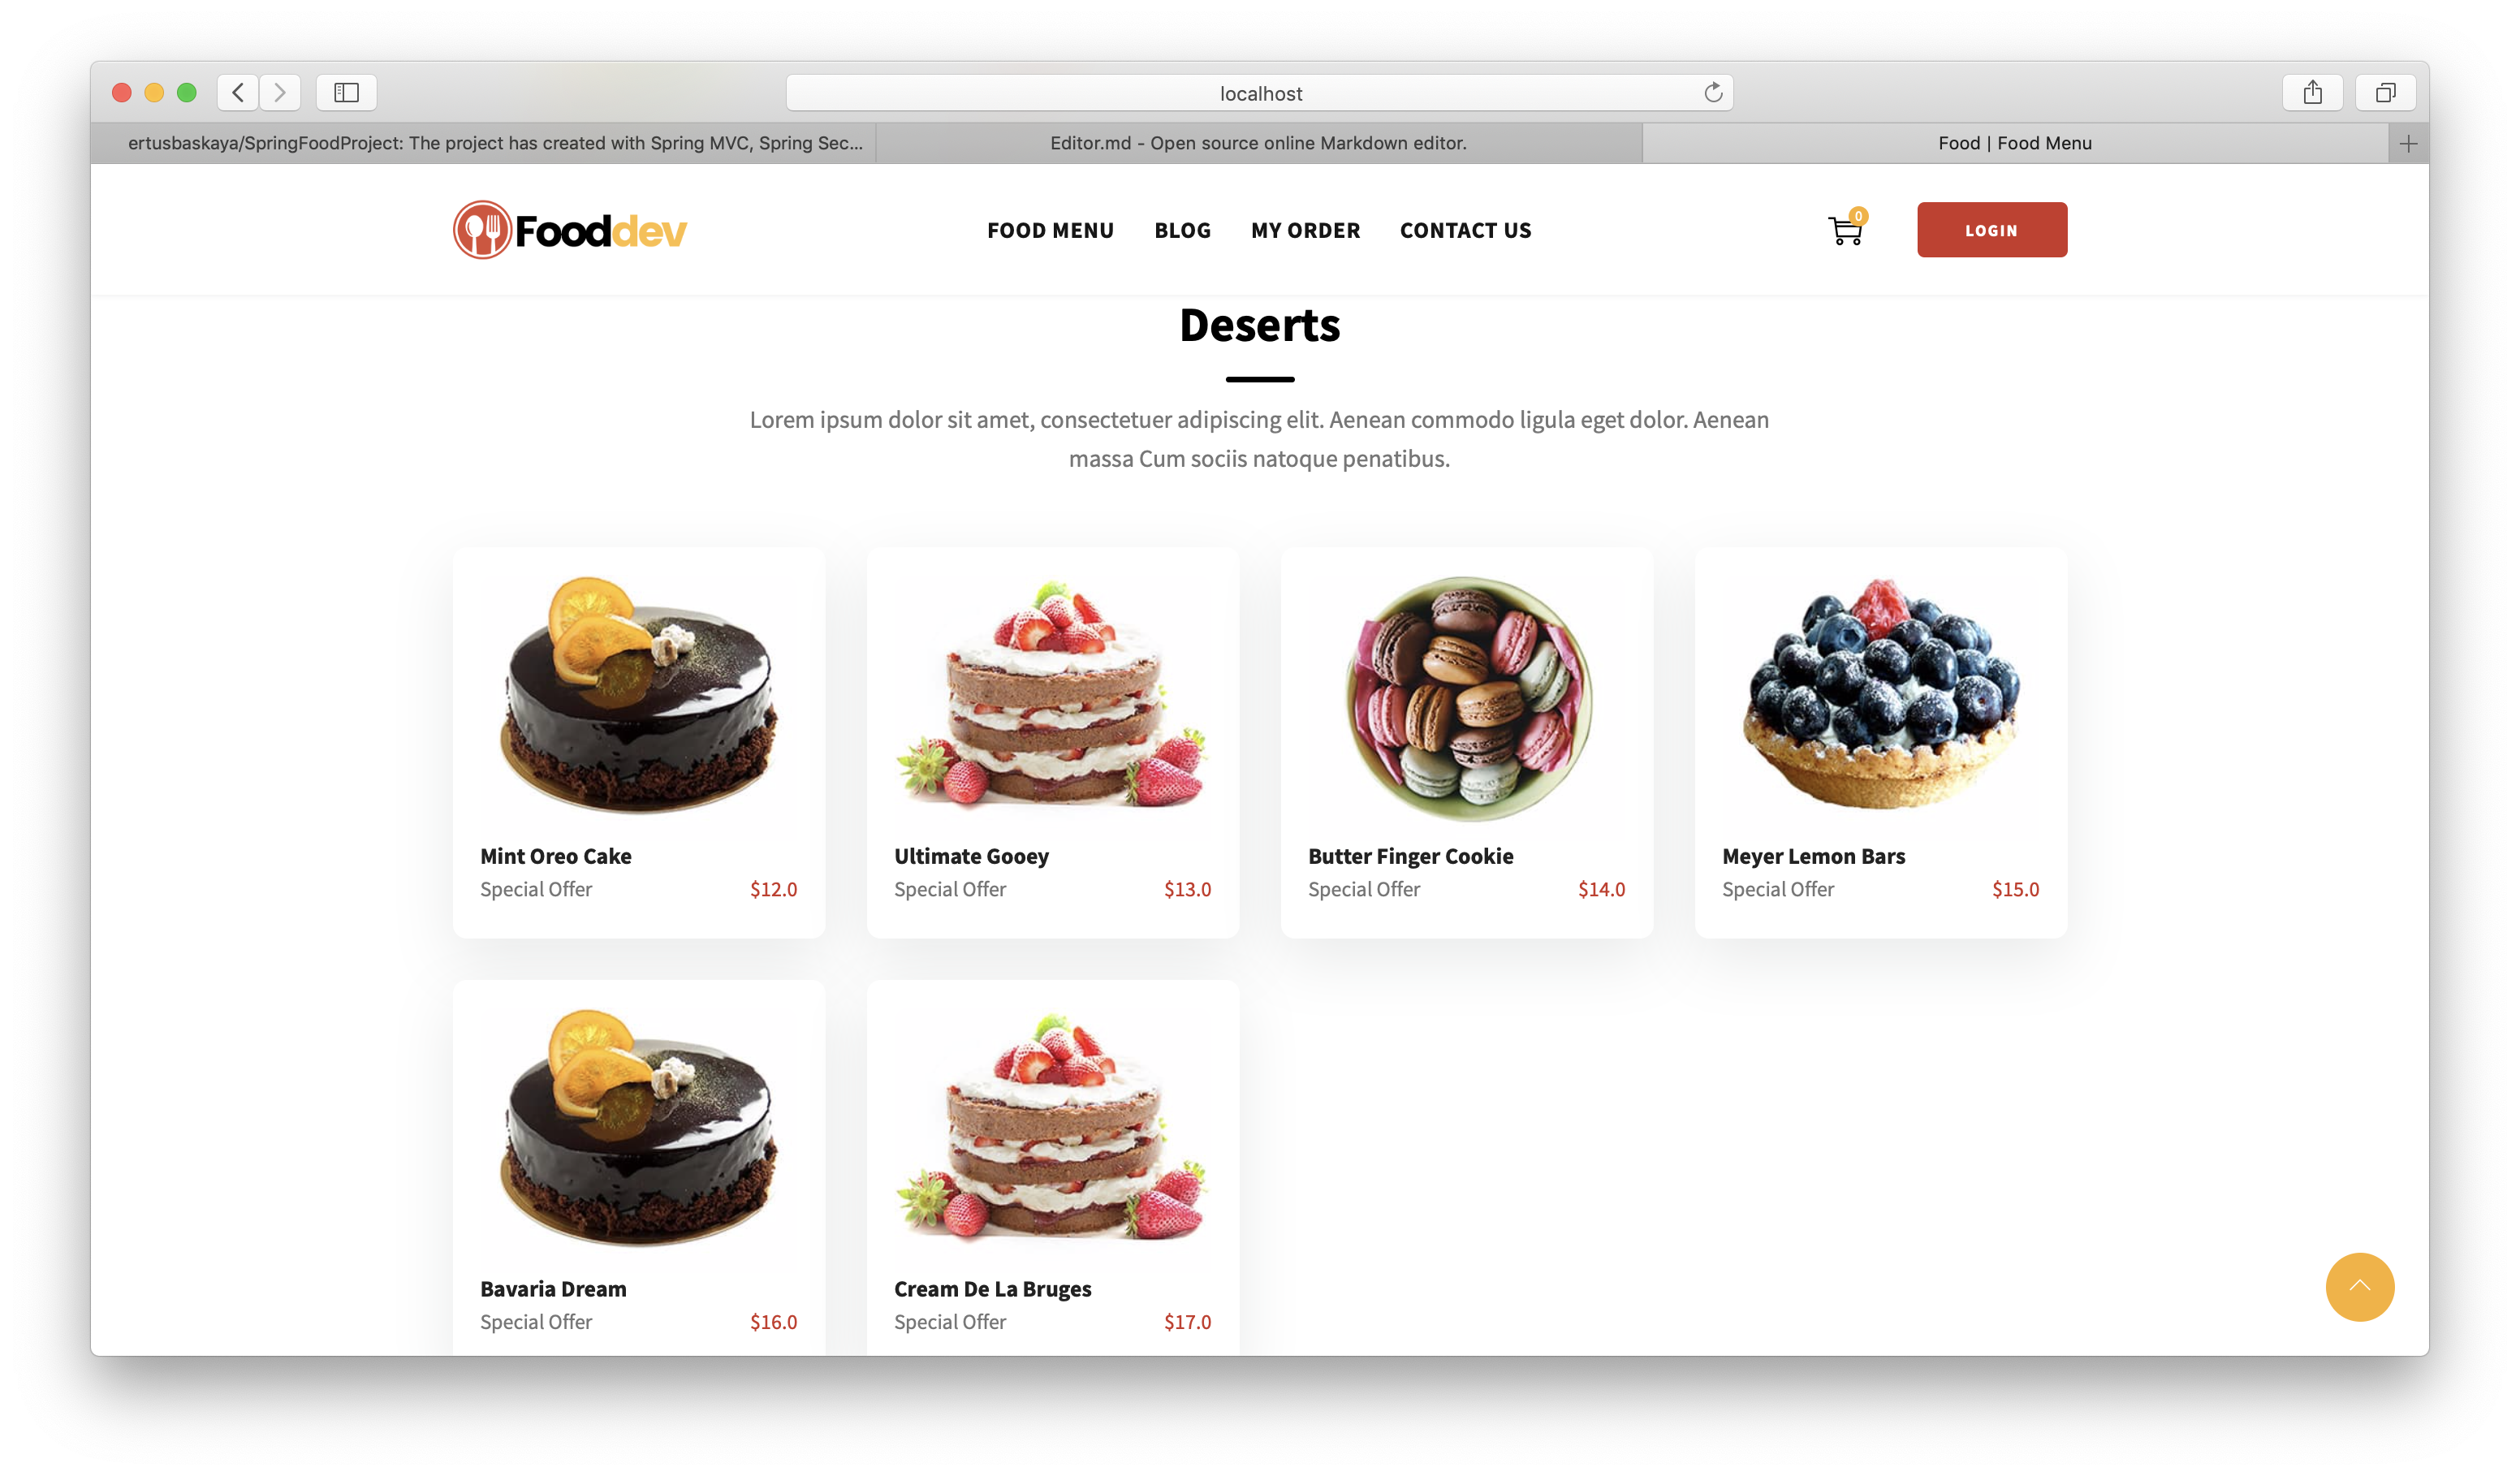 localhost
ertusbaskaya/SpringFoodProject: The project has created with Spring MVC, Spring Sec...
Editor.md - Open source online Markdown editor.
Food | Food Menu
Fooddev
FOOD MENU
BLOG
MY ORDER
CONTACT US
0
LOGIN
Deserts
Lorem ipsum dolor sit amet, consectetuer adipiscing elit. Aenean commodo ligula eget dolor. Aenean
massa Cum sociis natoque penatibus.
Mint Oreo Cake
Special Offer $12.0
Ultimate Gooey
Special Offer $13.0
Butter Finger Cookie
Special Offer $14.0
Meyer Lemon Bars
Special Offer $15.0
Bavaria Dream
Special Offer $16.0
Cream De La Bruges
Special Offer $17.0